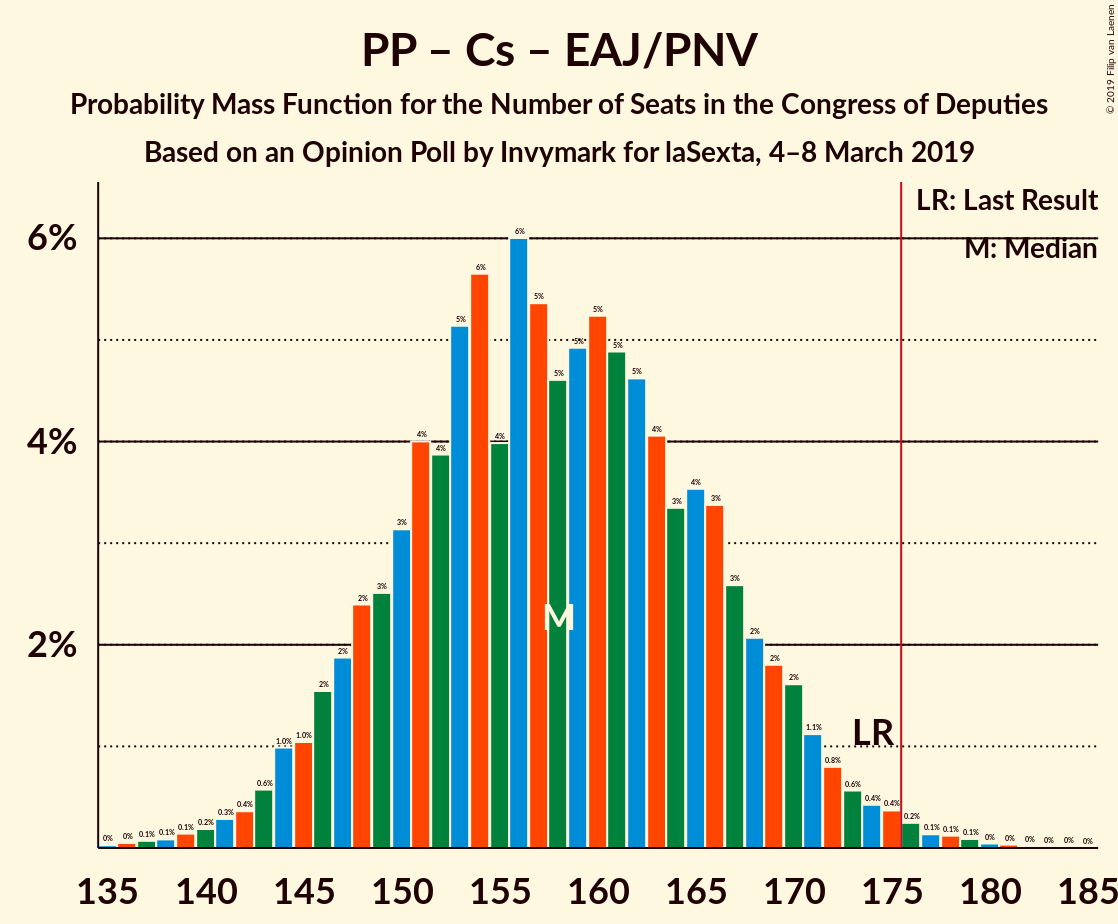 PP – Cs – EAJ/PNV
Probability Mass Function for the Number of Seats in the Congress of Deputies
Based on an Opinion Poll by Invymark for laSexta, 4–8 March 2019
© 2019 Filip van Laenen
LR: Last Result
M: Median
6%
4%
2%
0% 0% 0.1% 0.1% 0.1% 0.2% 0.3% 0.4% 0.6% 1.0% 1.0% 2% 2% 2% 3% 3% 4% 4% 5% 6% 4% 6% 5% 5% 5% 5% 5% 5% 4% 3% 4% 3% 3% 2% 2% 2% 1.1% 0.8% 0.6% 0.4% 0.4% 0.2% 0.1% 0.1% 0.1% 0% 0% 0% 0% 0% 0%
M
LR
135 140 145 150 155 160 165 170 175 180 185